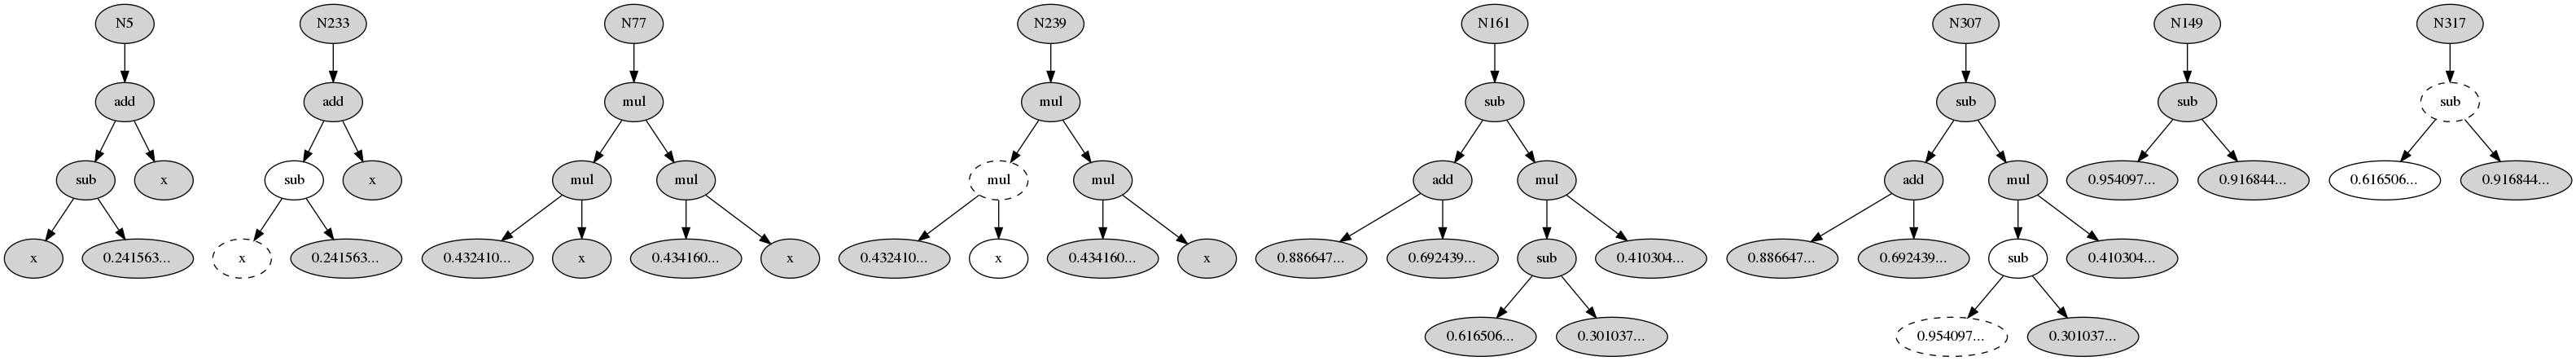 N5 N233 N77 N239 N161 N307 N149 N317
add add mul mul sub sub sub sub
sub x sub x mul mul mul mul add mul add mul 0.954097... 0.916844... 0.616506... 0.916844...
x 0.241563... x 0.241563... 0.432410... x 0.434160... x 0.432410... x 0.434160... x 0.886647... 0.692439... sub 0.410304... 0.886647... 0.692439... sub 0.410304...
0.616506... 0.301037... 0.954097... 0.301037...